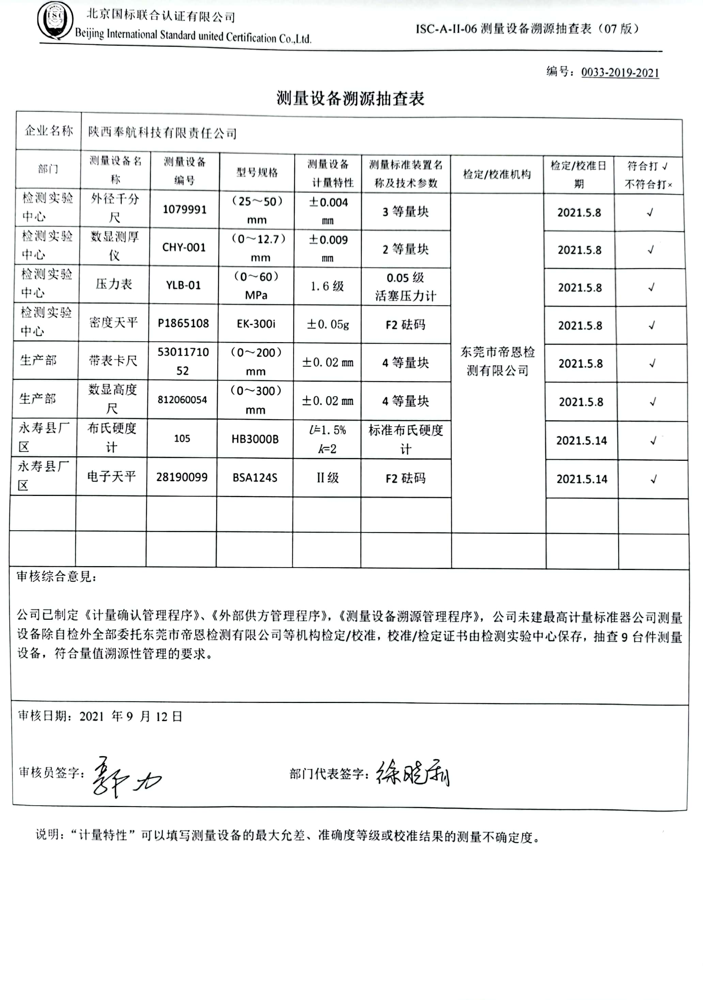 ISC
北京国标联合认证有限公司
Beijing International Standard united Certification Co.,Ltd.
ISC-A-II-06 测量设备溯源抽查表（07 版）
编号：0033-2019-2021
测量设备溯源抽查表
企业名称 陕西奉航科技有限责任公司
部门 测量设备名称 测量设备编号 型号规格 测量设备计量特性 测量标准装置名称及技术参数 检定/校准机构 检定/校准日期 符合打 √ 不符合打×
检测实验中心 外径千分尺 1079991 （25～50）mm ±0.004 mm 3 等量块 2021.5.8 √
检测实验中心 数显测厚仪 CHY-001 （0～12.7）mm ±0.009 mm 2 等量块 2021.5.8 √
检测实验中心 压力表 YLB-01 （0～60）MPa 1.6 级 0.05 级 活塞压力计 2021.5.8 √
检测实验中心 密度天平 P1865108 EK-300i ±0.05g F2 砝码 2021.5.8 √
东莞市帝恩检测有限公司
生产部 带表卡尺 5301171052 （0～200）mm ±0.02 mm 4 等量块 2021.5.8 √
生产部 数显高度尺 812060054 （0～300）mm ±0.02 mm 4 等量块 2021.5.8 √
永寿县厂区 布氏硬度计 105 HB3000B U=1.5% k=2 标准布氏硬度计 2021.5.14 √
永寿县厂区 电子天平 28190099 BSA124S II 级 F2 砝码 2021.5.14 √
审核综合意见：
公司已制定《计量确认管理程序》、《外部供方管理程序》，《测量设备溯源管理程序》，公司未建最高计量标准器公司测量
设备除自检外全部委托东莞市帝恩检测有限公司等机构检定/校准，校准/检定证书由检测实验中心保存，抽查 9 台件测量
设备，符合量值溯源性管理的要求。
审核日期：2021 年 9 月 12 日
审核员签字： 郭力 部门代表签字： 徐晓丽
说明：“计量特性”可以填写测量设备的最大允差、准确度等级或校准结果的测量不确定度。